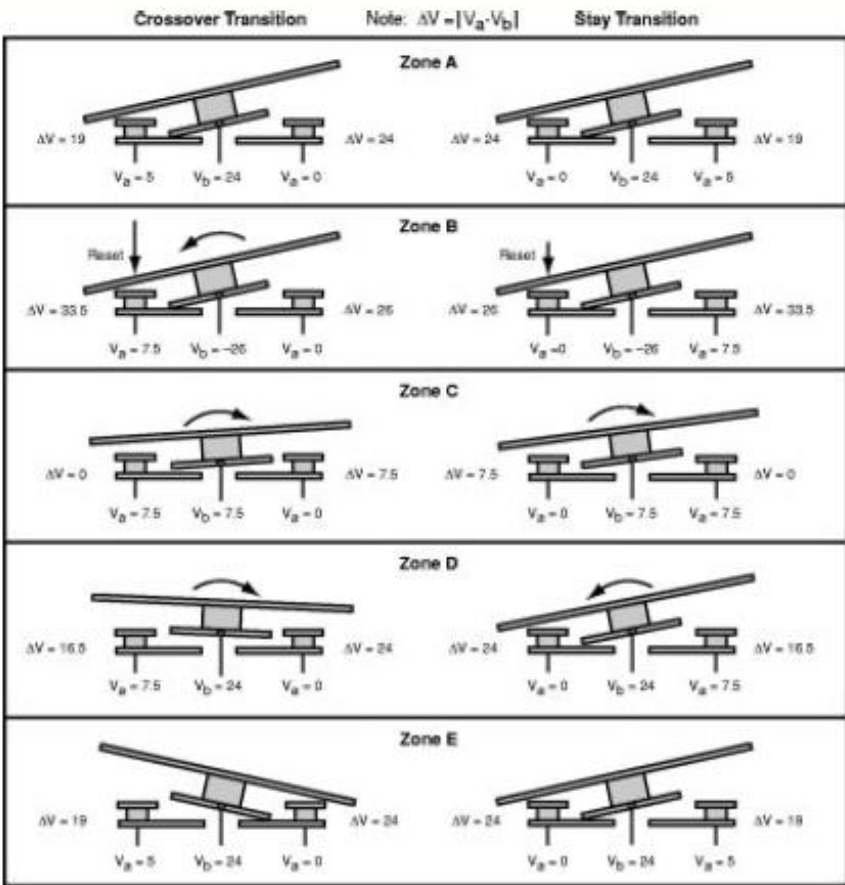 Crossover Transition Note: ΔV =|Va-Vb| Stay Transition
Zone A
ΔV = 19 ΔV = 24 ΔV = 24 ΔV = 19
Va = 5 Vb = 24 Va = 0 Va = 0 Vb = 24 Va = 5
Zone B
Reset Reset
ΔV = 33.5 ΔV = 26 ΔV = 26 ΔV = 33.5
Va = 7.5 Vb = –26 Va = 0 Va =0 Vb = –26 Va = 7.5
Zone C
ΔV = 0 ΔV = 7.5 ΔV = 7.5 ΔV = 0
Va = 7.5 Vb = 7.5 Va = 0 Va = 0 Vb = 7.5 Va = 7.5
Zone D
ΔV = 16.5 ΔV = 24 ΔV = 24 ΔV = 16.5
Va = 7.5 Vb = 24 Va = 0 Va = 0 Vb = 24 Va = 7.5
Zone E
ΔV = 19 ΔV = 24 ΔV = 24 ΔV = 19
Va = 5 Vb = 24 Va = 0 Va = 0 Vb = 24 Va = 5